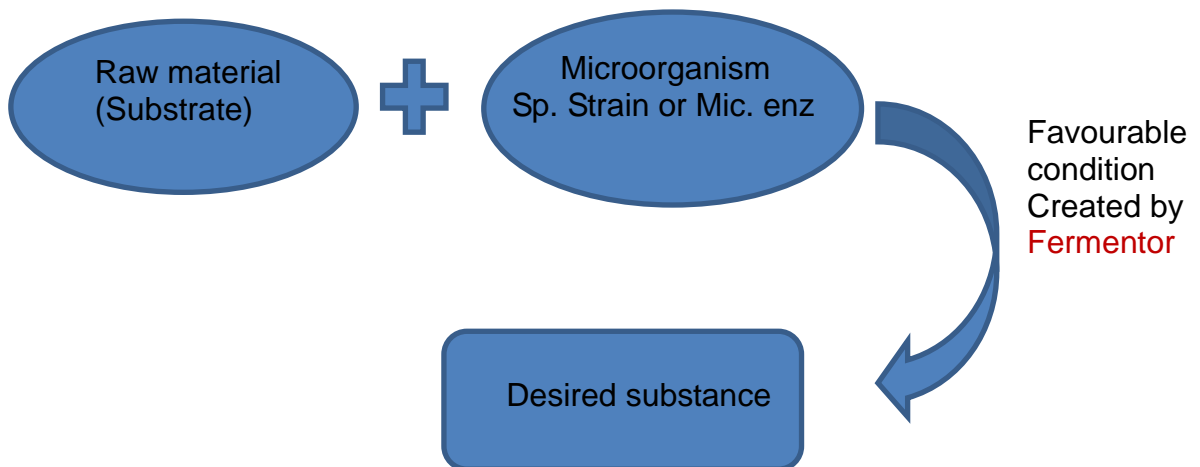 Raw material
(Substrate)
Microorganism
Sp. Strain or Mic. enz
Favourable
condition
Created by
Fermentor
Desired substance